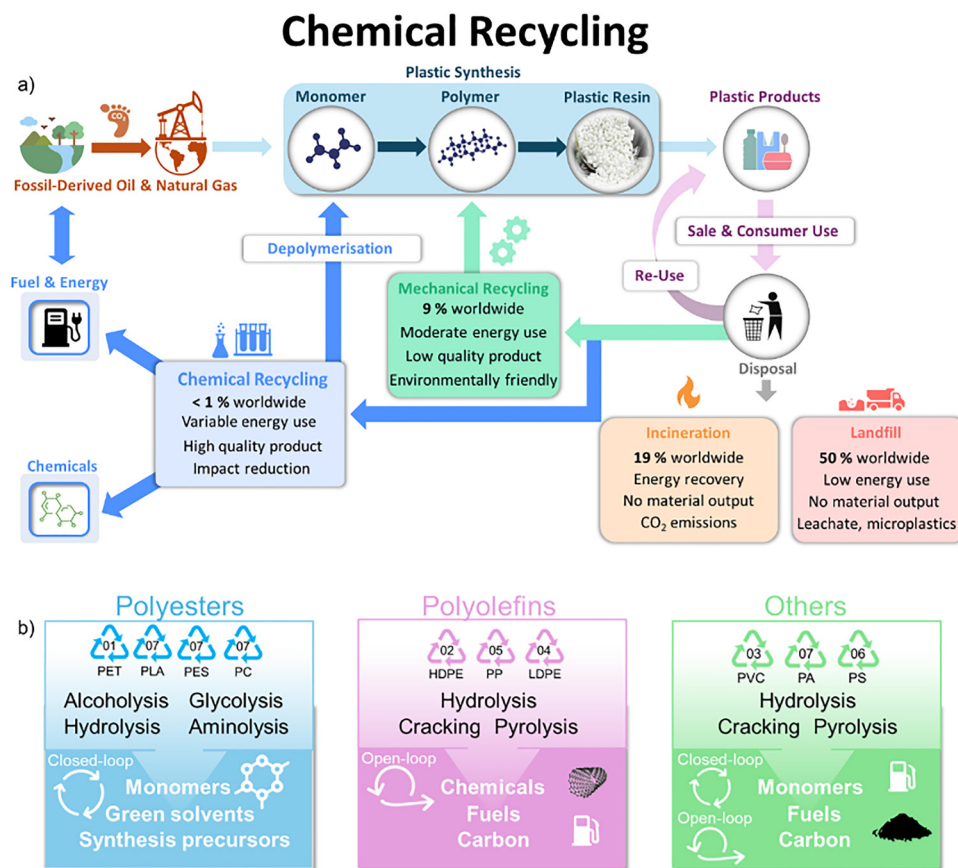 Chemical Recycling
a)
Plastic Synthesis
Monomer
Polymer
Plastic Resin
Plastic Products
CO2
Fossil-Derived Oil & Natural Gas
Depolymerisation
Sale & Consumer Use
Re-Use
Fuel & Energy
Mechanical Recycling
9 % worldwide
Moderate energy use
Low quality product
Environmentally friendly
Disposal
Chemical Recycling
< 1 % worldwide
Variable energy use
High quality product
Impact reduction
Chemicals
Incineration
19 % worldwide
Energy recovery
No material output
CO₂ emissions
Landfill
50 % worldwide
Low energy use
No material output
Leachate, microplastics
b)
Polyesters
01
07
07
07
PET
PLA
PES
PC
Alcoholysis Glycolysis
Hydrolysis Aminolysis
Closed-loop
Monomers
Green solvents
Synthesis precursors
Polyolefins
02
05
04
HDPE
PP
LDPE
Hydrolysis
Cracking Pyrolysis
Open-loop
Chemicals
Fuels
Carbon
Others
03
07
06
PVC
PA
PS
Hydrolysis
Cracking Pyrolysis
Closed-loop
Open-loop
Monomers
Fuels
Carbon